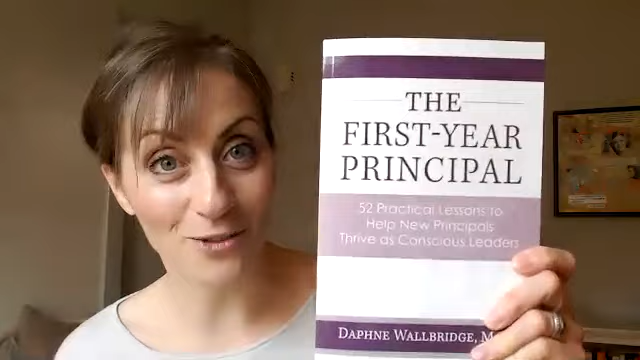 THE
FIRST-YEAR
PRINCIPAL
52 Practical Lessons to
Help New Principals
Thrive as Conscious Leaders
DAPHNE WALLBRIDGE,